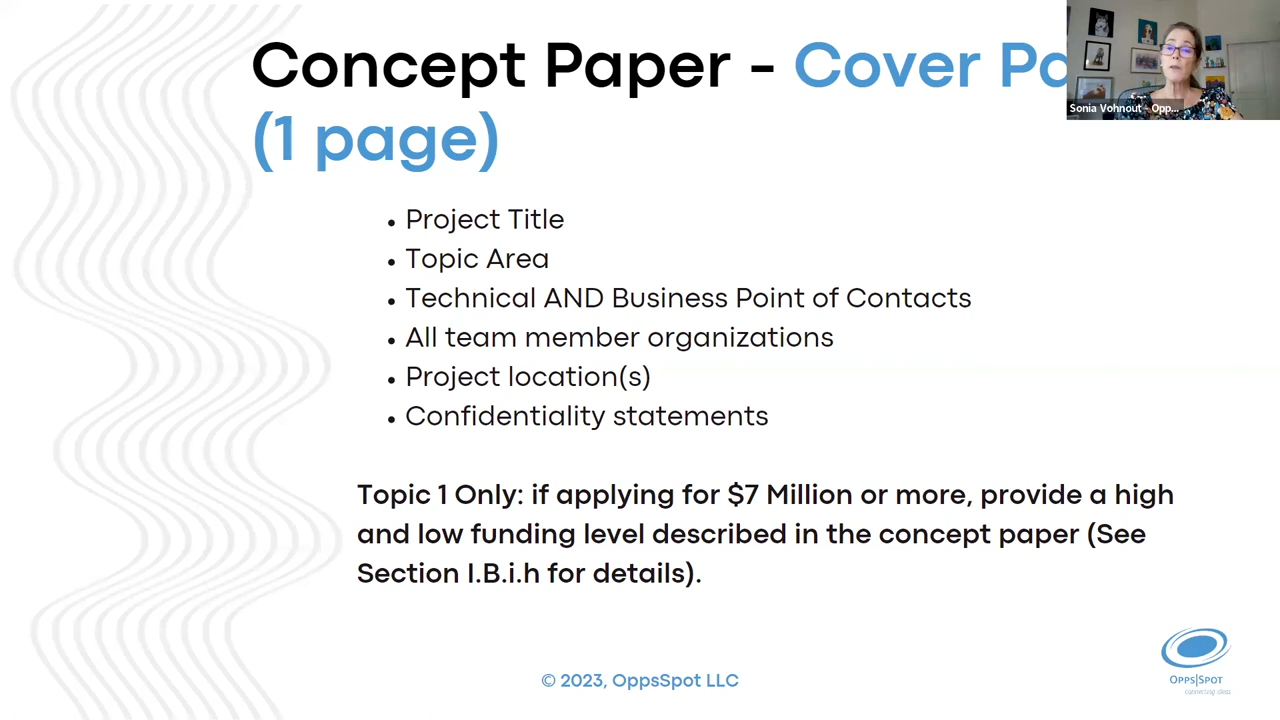 Concept Paper - Cover Pa
(1 page)
Sonia Vohnout - Opp...
• Project Title
• Topic Area
• Technical AND Business Point of Contacts
• All team member organizations
• Project location(s)
• Confidentiality statements
Topic 1 Only: if applying for $7 Million or more, provide a high
and low funding level described in the concept paper (See
Section I.B.i.h for details).
© 2023, OppsSpot LLC
OPPS|SPOT
connecting ideas